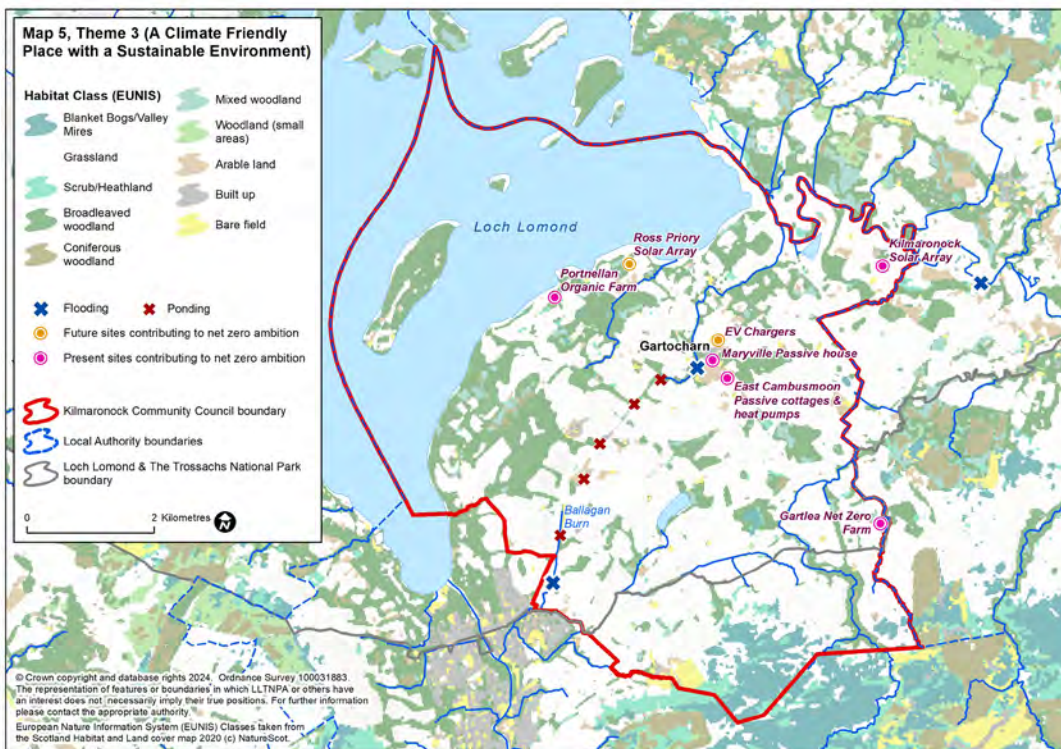 Map 5, Theme 3 (A Climate Friendly
Place with a Sustainable Environment)
Habitat Class (EUNIS)
Blanket Bogs/Valley
Mires
Grassland
Scrub/Heathland
Broadleaved
woodland
Coniferous
woodland
Mixed woodland
Woodland (small
areas)
Arable land
Built up
Bare field
Flooding
Ponding
Future sites contributing to net zero ambition
Present sites contributing to net zero ambition
Kilmaronock Community Council boundary
Local Authority boundaries
Loch Lomond & The Trossachs National Park
boundary
0 2 Kilometres N
© Crown copyright and database rights 2024. Ordnance Survey 100031883.
The representation of features or boundaries in which LLTNPA or others have
an interest does not necessarily imply their true positions. For further information
please contact the appropriate authority.
European Nature Information System (EUNIS) Classes taken from
the Scotland Habitat and Land cover map 2020 (c) NatureScot.
Loch Lomond
Ross Priory
Solar Array
Portnellan
Organic Farm
Kilmaronock
Solar Array
EV Chargers
Gartocharn
Maryville Passive house
East Cambusmoon
Passive cottages &
heat pumps
Gartlea Net Zero
Farm
Ballagan
Burn